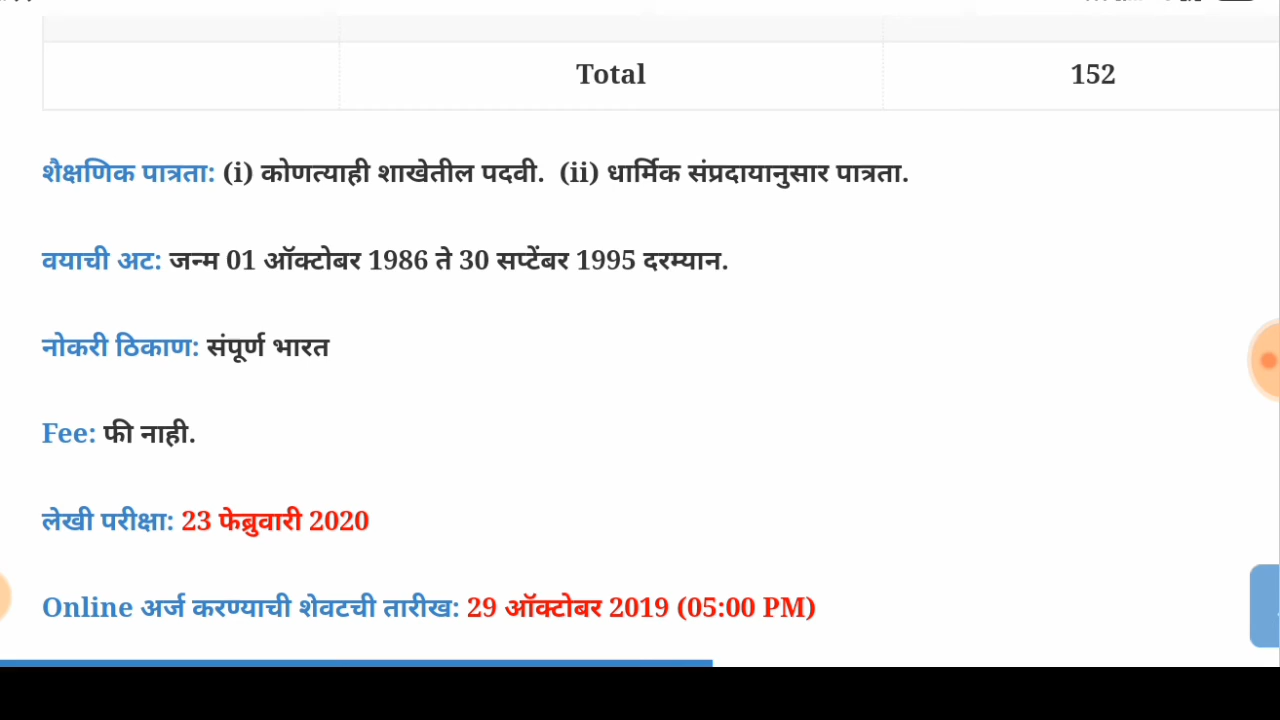 Total 152
शैक्षणिक पात्रता: (i) कोणत्याही शाखेतील पदवी. (ii) धार्मिक संप्रदायानुसार पात्रता.
वयाची अट: जन्म 01 ऑक्टोबर 1986 ते 30 सप्टेंबर 1995 दरम्यान.
नोकरी ठिकाण: संपूर्ण भारत
Fee: फी नाही.
लेखी परीक्षा: 23 फेब्रुवारी 2020
Online अर्ज करण्याची शेवटची तारीख: 29 ऑक्टोबर 2019 (05:00 PM)